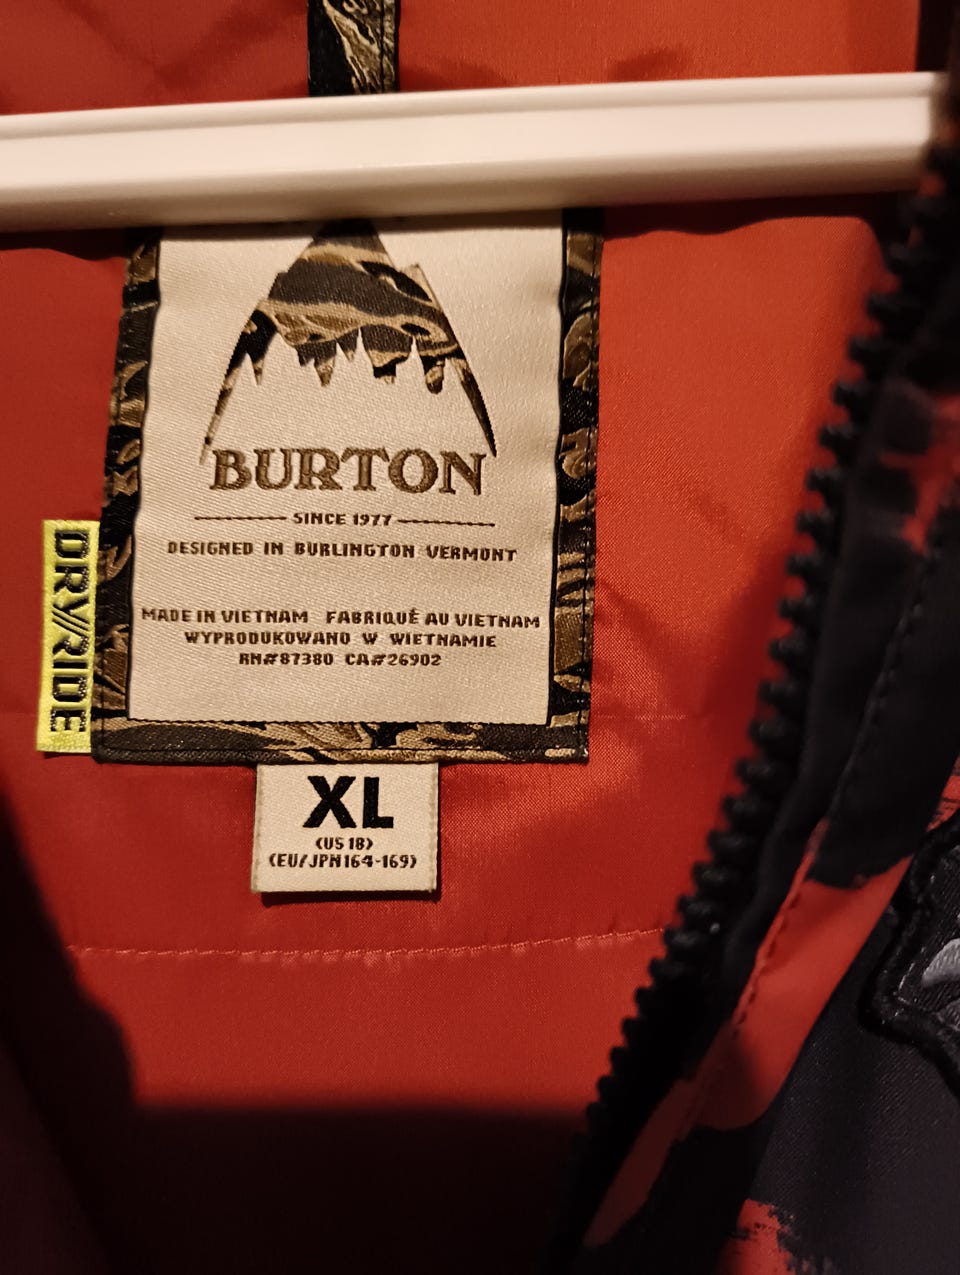 BURTON
SINCE 1977
DESIGNED IN BURLINGTON VERMONT
MADE IN VIETNAM FABRIQUÉ AU VIETNAM
WYPRODUKOWANO W WIETNAMIE
RN#87380 CA#26902
DRY//RIDE
XL
(US 18)
(EU/JPN164-169)